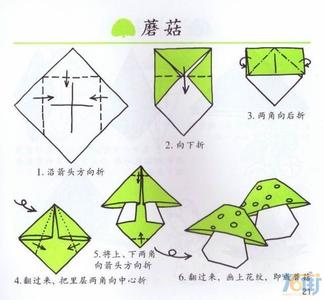 蘑菇
1.沿箭头方向折
2.向下折
3.两角向后折
4.翻过来、把里层两角向中心折
5.将上、下两角
向箭头方向折
6.翻过来，画上花纹，即成蘑菇
21